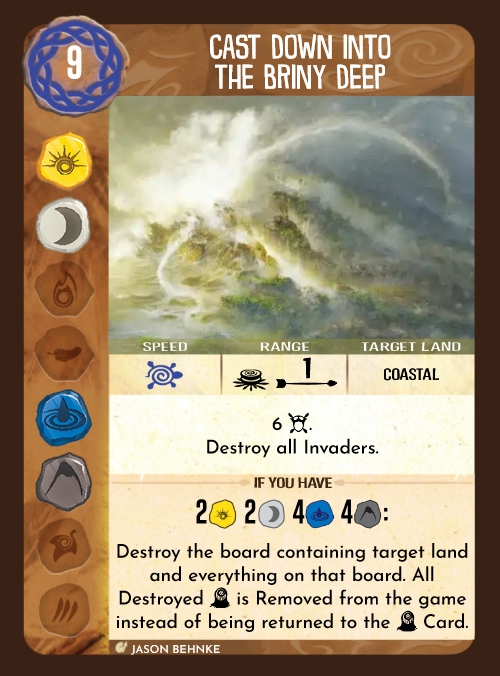 9
CAST DOWN INTO
THE BRINY DEEP
SPEED RANGE TARGET LAND
1 COASTAL
6 .
Destroy all Invaders.
IF YOU HAVE
2 2 4 4 :
Destroy the board containing target land
and everything on that board. All
Destroyed is Removed from the game
instead of being returned to the Card.
JASON BEHNKE